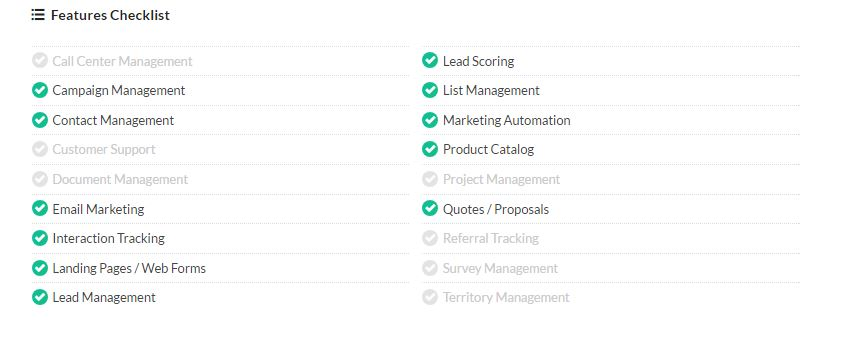 Features Checklist
Call Center Management
Campaign Management
Contact Management
Customer Support
Document Management
Email Marketing
Interaction Tracking
Landing Pages / Web Forms
Lead Management
Lead Scoring
List Management
Marketing Automation
Product Catalog
Project Management
Quotes / Proposals
Referral Tracking
Survey Management
Territory Management